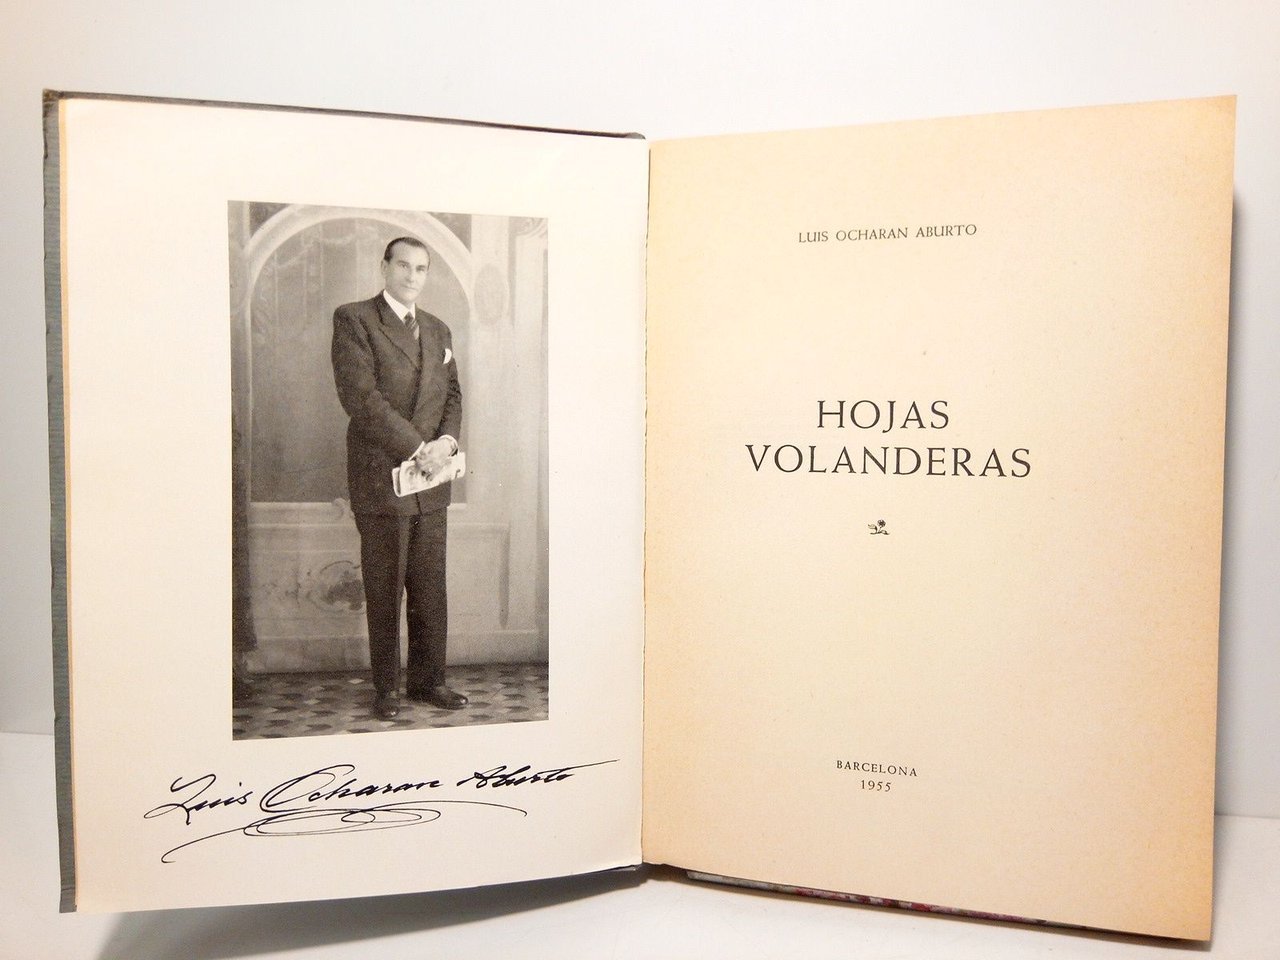 Luis Ocharan Aburto
LUIS OCHARAN ABURTO
HOJAS
VOLANDERAS
BARCELONA
1955